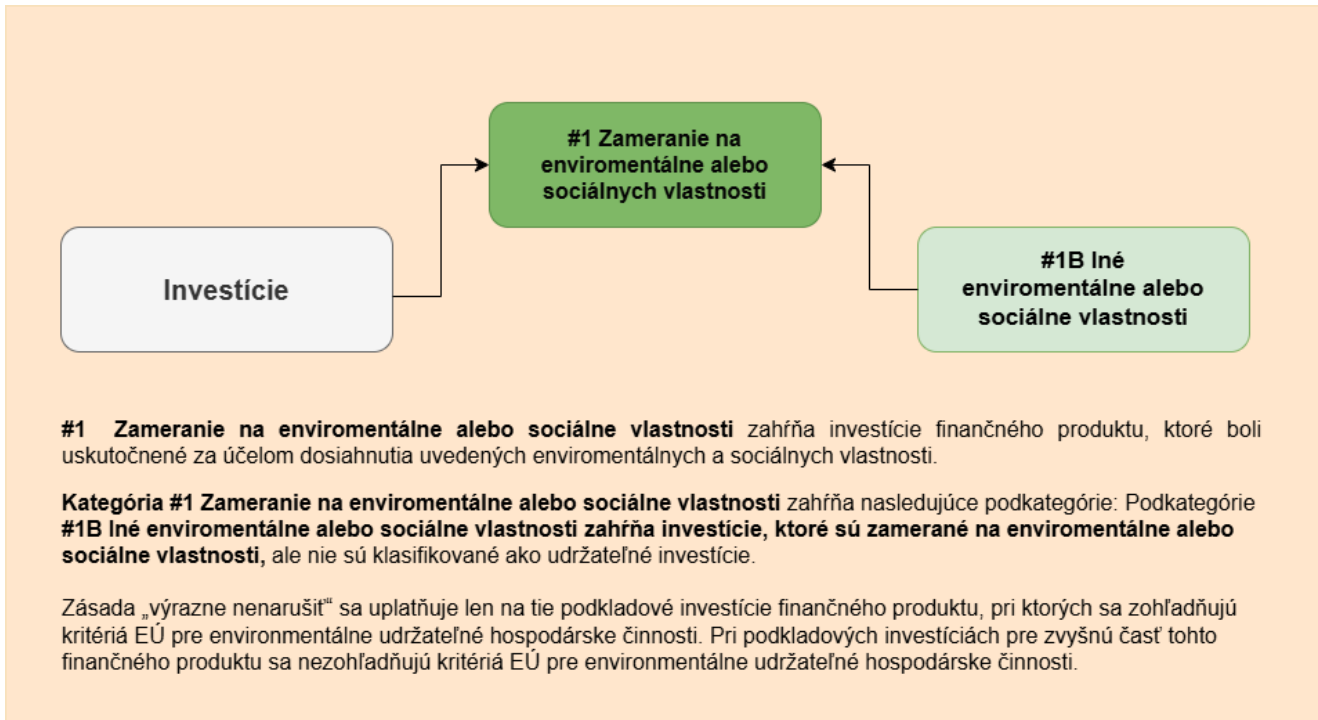 #1 Zameranie na
enviromentálne alebo
sociálnych vlastnosti
Investície
#1B Iné
enviromentálne alebo
sociálne vlastnosti
#1 Zameranie na enviromentálne alebo sociálne vlastnosti zahŕňa investície finančného produktu, ktoré boli
uskutočnené za účelom dosiahnutia uvedených enviromentálnych a sociálnych vlastnosti.
Kategória #1 Zameranie na enviromentálne alebo sociálne vlastnosti zahŕňa nasledujúce podkategórie: Podkategórie
#1B Iné enviromentálne alebo sociálne vlastnosti zahŕňa investície, ktoré sú zamerané na enviromentálne alebo
sociálne vlastnosti, ale nie sú klasifikované ako udržateľné investície.
Zásada „výrazne nenarušiť“ sa uplatňuje len na tie podkladové investície finančného produktu, pri ktorých sa zohľadňujú
kritériá EÚ pre environmentálne udržateľné hospodárske činnosti. Pri podkladových investíciách pre zvyšnú časť tohto
finančného produktu sa nezohľadňujú kritériá EÚ pre environmentálne udržateľné hospodárske činnosti.